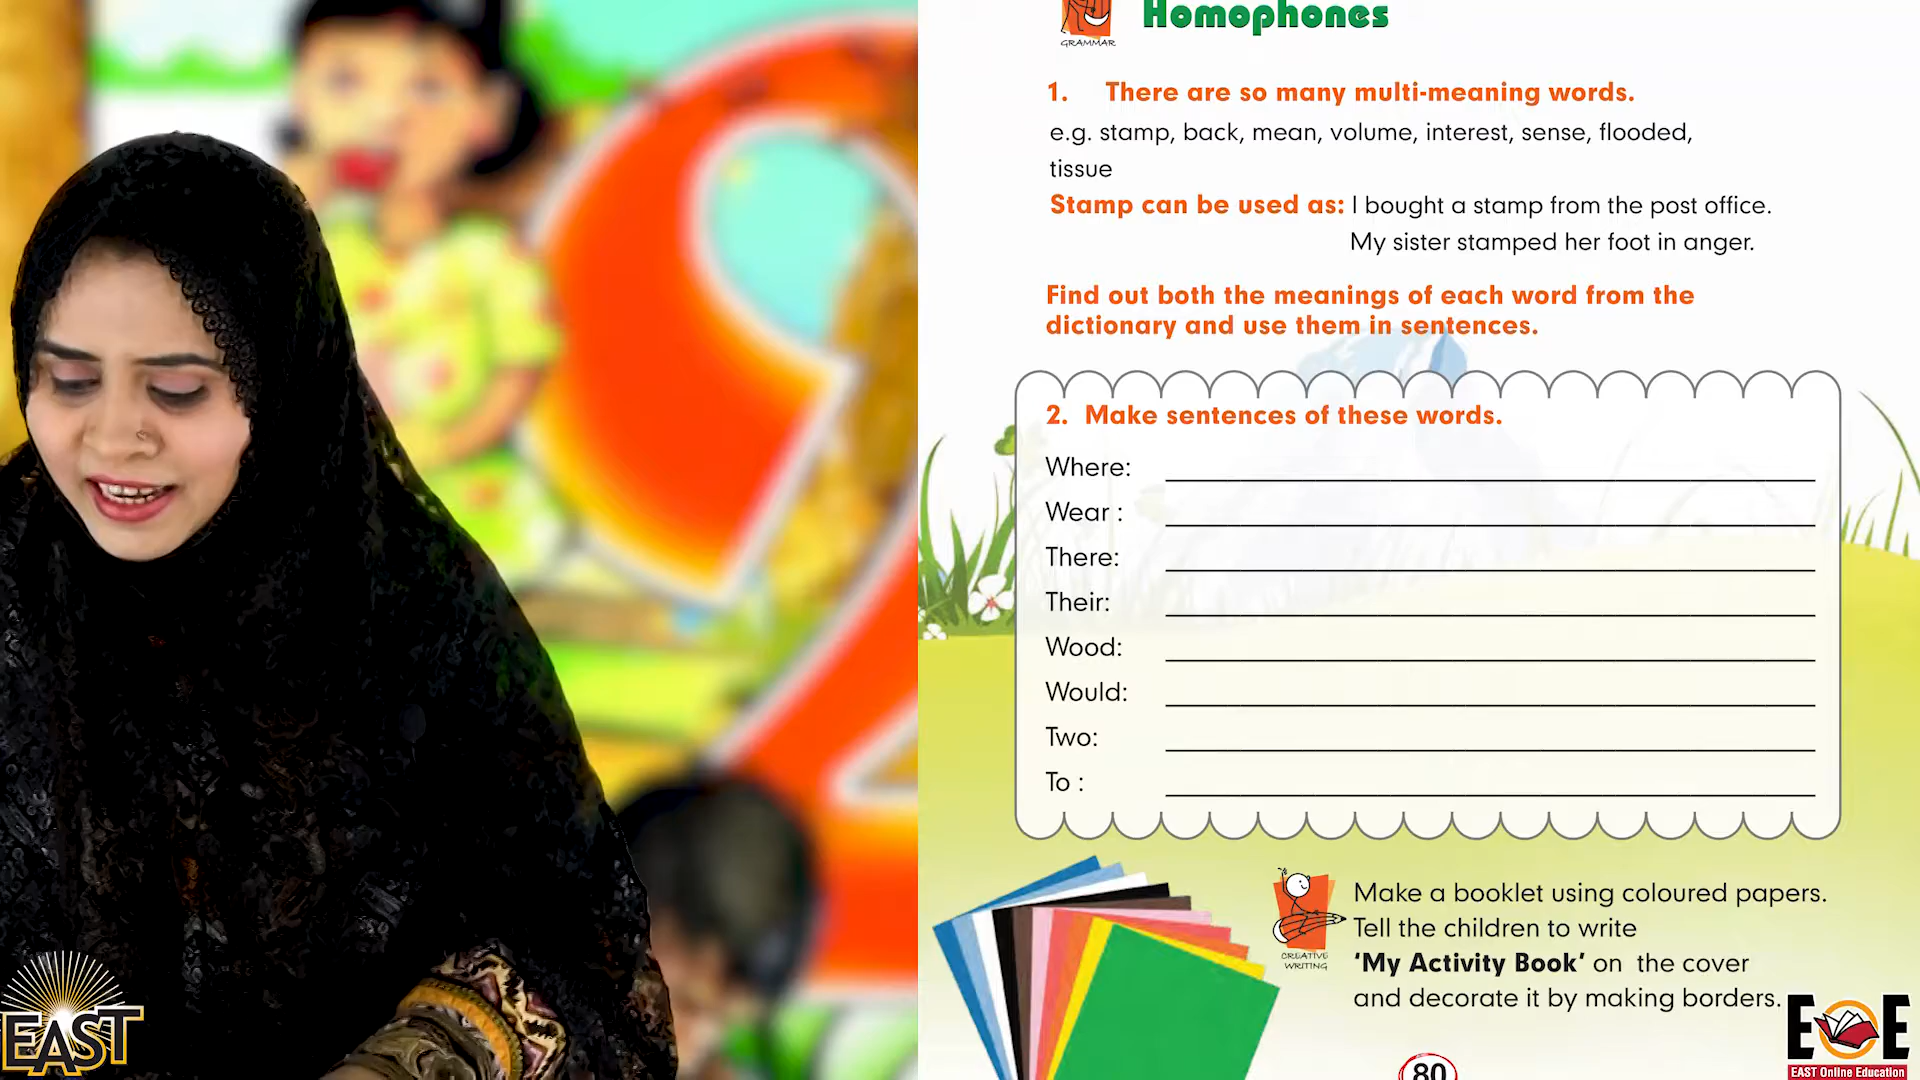 Homophones
GRAMMAR
1. There are so many multi-meaning words.
e.g. stamp, back, mean, volume, interest, sense, flooded,
tissue
Stamp can be used as: I bought a stamp from the post office.
My sister stamped her foot in anger.
Find out both the meanings of each word from the
dictionary and use them in sentences.
2. Make sentences of these words.
Where:
Wear :
There:
Their:
Wood:
Would:
Two:
To :
CREATIVE
WRITING
Make a booklet using coloured papers.
Tell the children to write
‘My Activity Book’ on the cover
and decorate it by making borders.
80
EAST
EOE
EAST Online Education